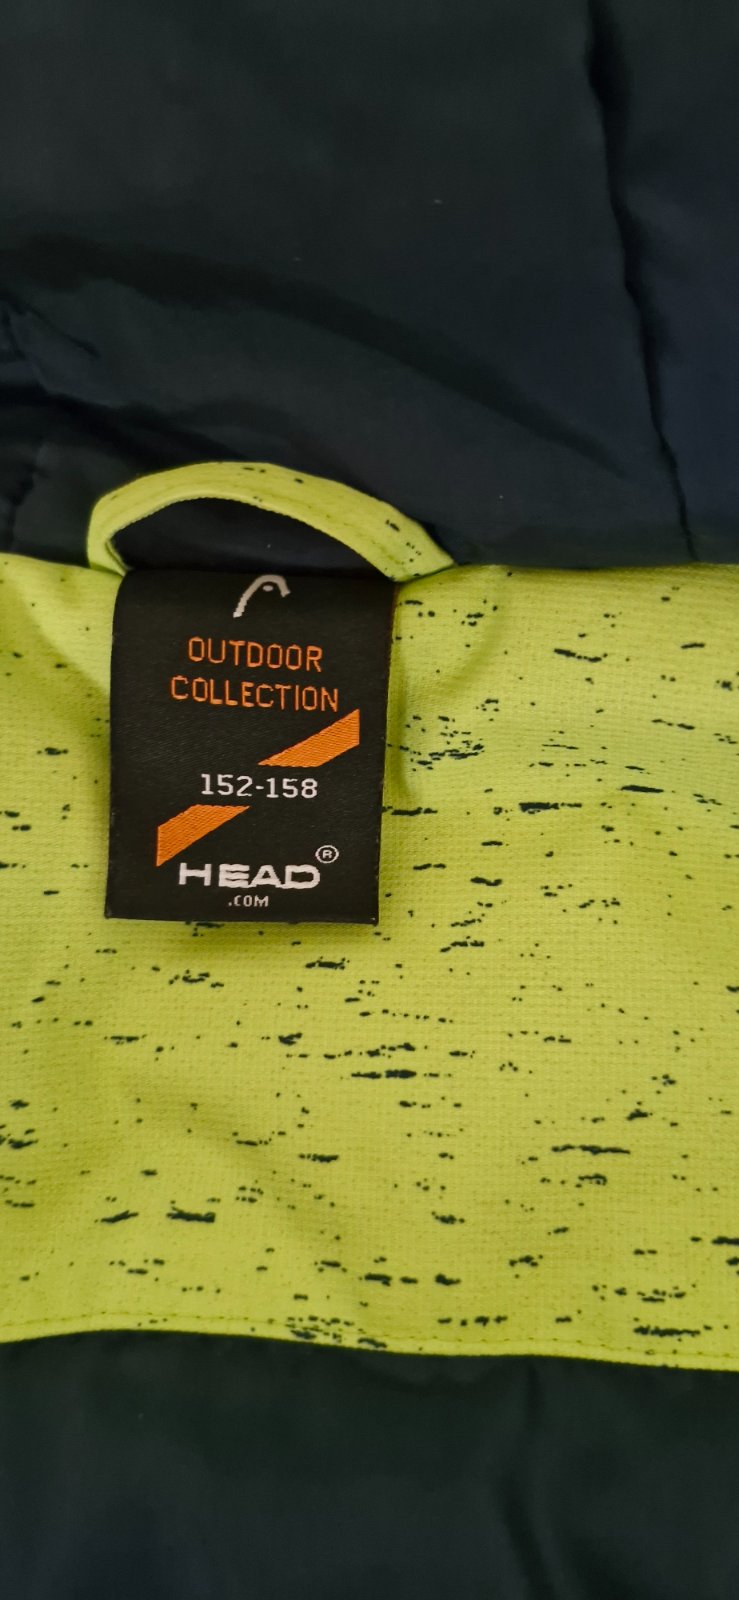 OUTDOOR
COLLECTION
152-158
HEAD®
.COM